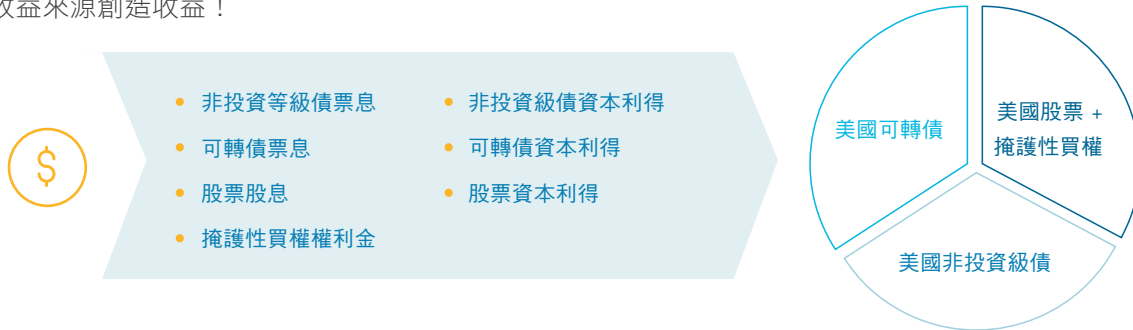 收益來源創造收益！
非投資等級債票息
可轉債票息
股票股息
掩護性買權權利金
非投資級債資本利得
可轉債資本利得
股票資本利得
$
美國可轉債
美國股票 +
掩護性買權
美國非投資級債